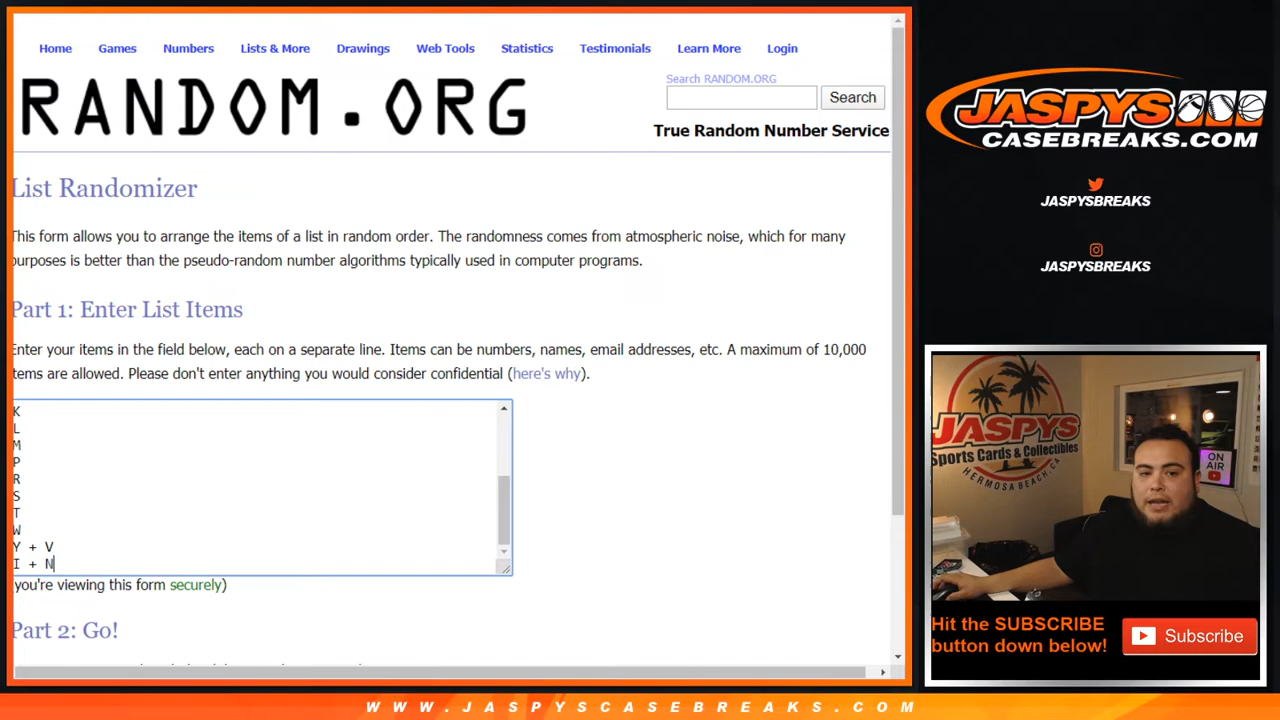 Home Games Numbers Lists & More Drawings Web Tools Statistics Testimonials Learn More Login
RANDOM.ORG
Search RANDOM.ORG
Search
True Random Number Service
List Randomizer
This form allows you to arrange the items of a list in random order. The randomness comes from atmospheric noise, which for many
purposes is better than the pseudo-random number algorithms typically used in computer programs.
Part 1: Enter List Items
Enter your items in the field below, each on a separate line. Items can be numbers, names, email addresses, etc. A maximum of 10,000
items are allowed. Please don't enter anything you would consider confidential (here's why).
K
L
M
P
R
S
T
W
Y + V
I + N
(you're viewing this form securely)
Part 2: Go!
JASPYS
CASEBREAKS.COM
JASPYSBREAKS
JASPYSBREAKS
JASPYS
Sports Cards & Collectibles
HERMOSA BEACH, CA
ON
AIR
Hit the SUBSCRIBE
button down below!
Subscribe
WWW.JASPYSCASEBREAKS.COM